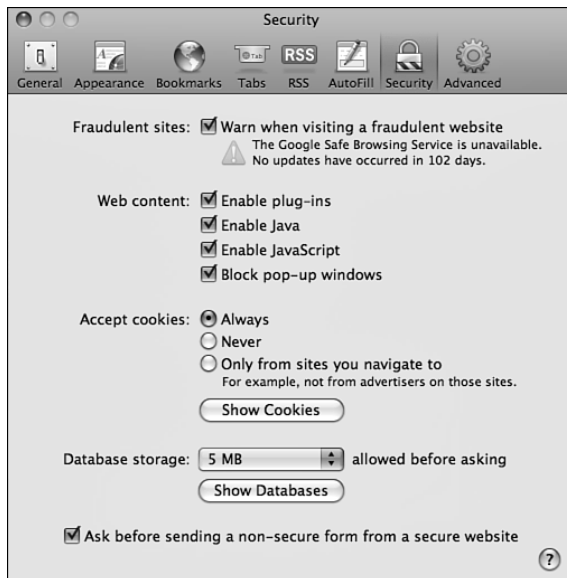 Security
General Appearance Bookmarks Tabs RSS AutoFill Security Advanced
Fraudulent sites: Warn when visiting a fraudulent website
The Google Safe Browsing Service is unavailable.
No updates have occurred in 102 days.
Web content: Enable plug-ins
Enable Java
Enable JavaScript
Block pop-up windows
Accept cookies: Always
Never
Only from sites you navigate to
For example, not from advertisers on those sites.
Show Cookies
Database storage: 5 MB allowed before asking
Show Databases
Ask before sending a non-secure form from a secure website
?